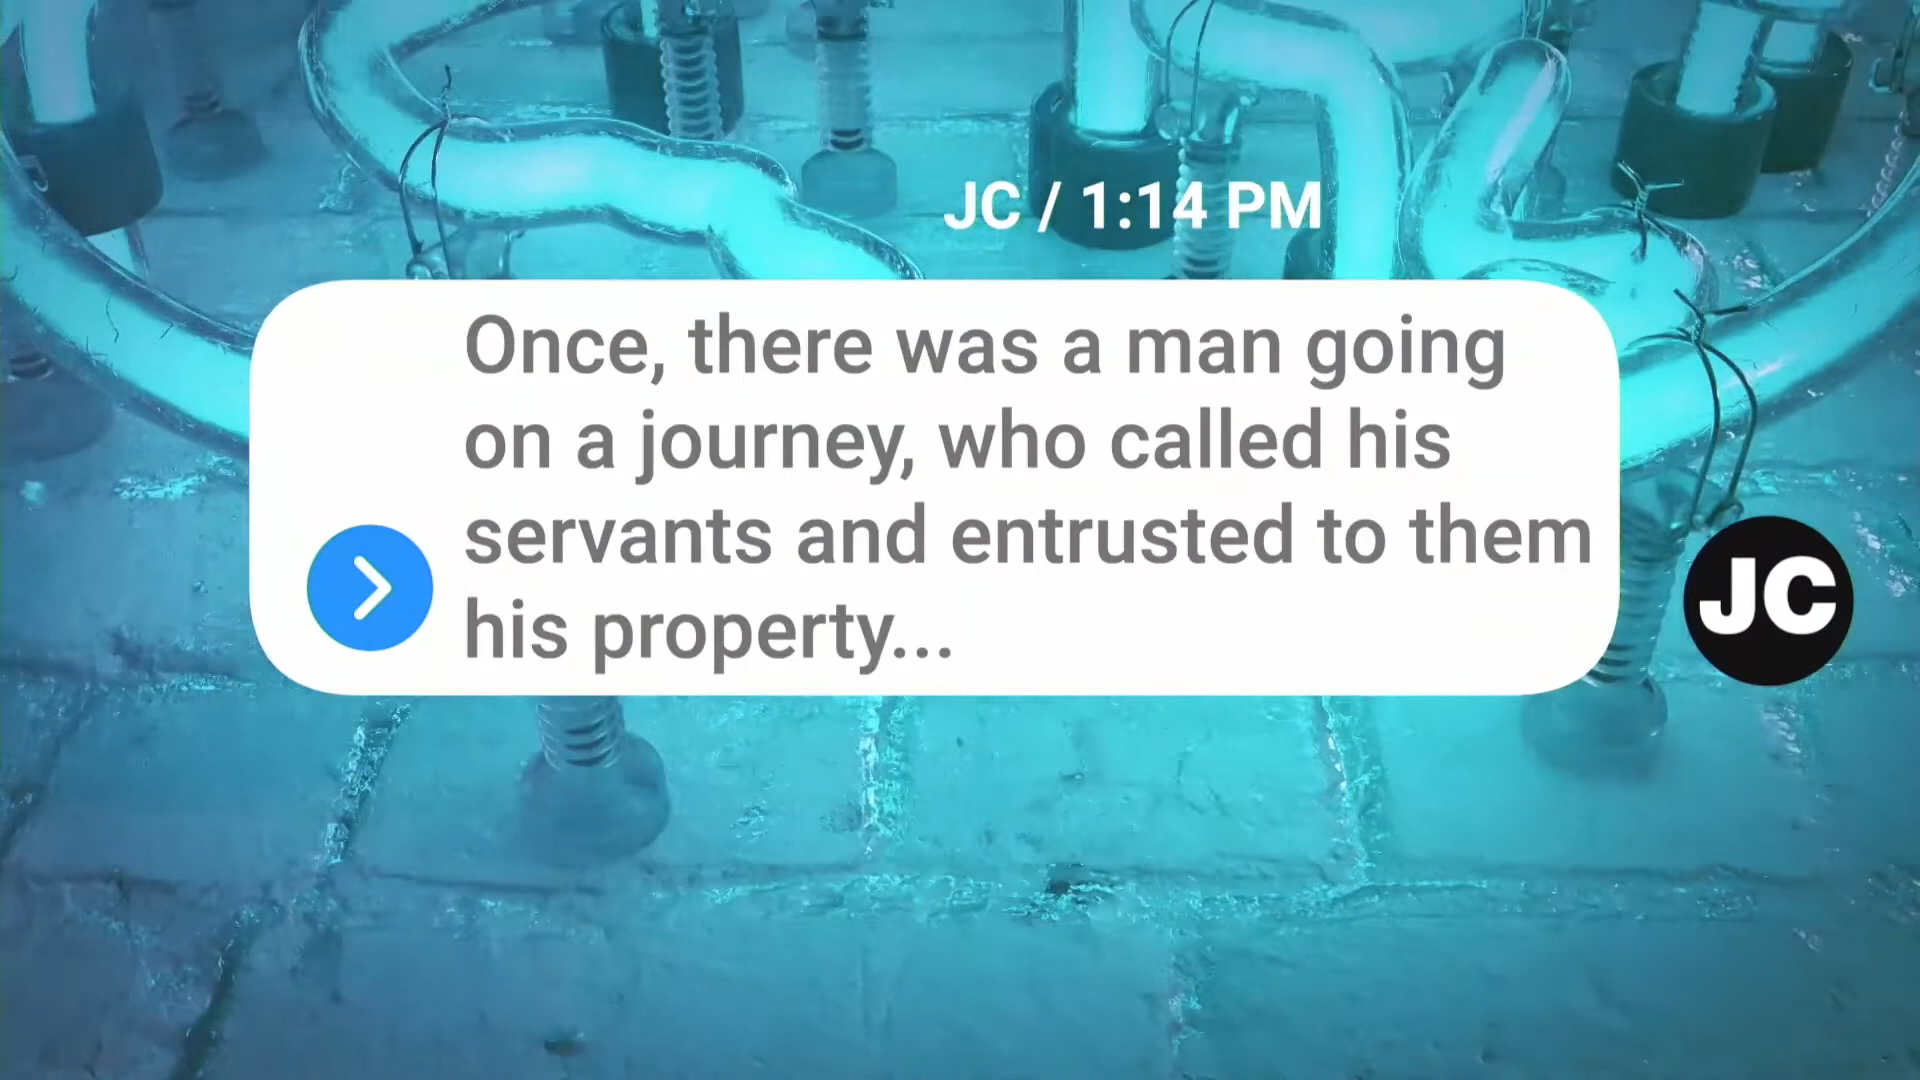 JC / 1:14 PM
Once, there was a man going
on a journey, who called his
servants and entrusted to them
his property...
JC